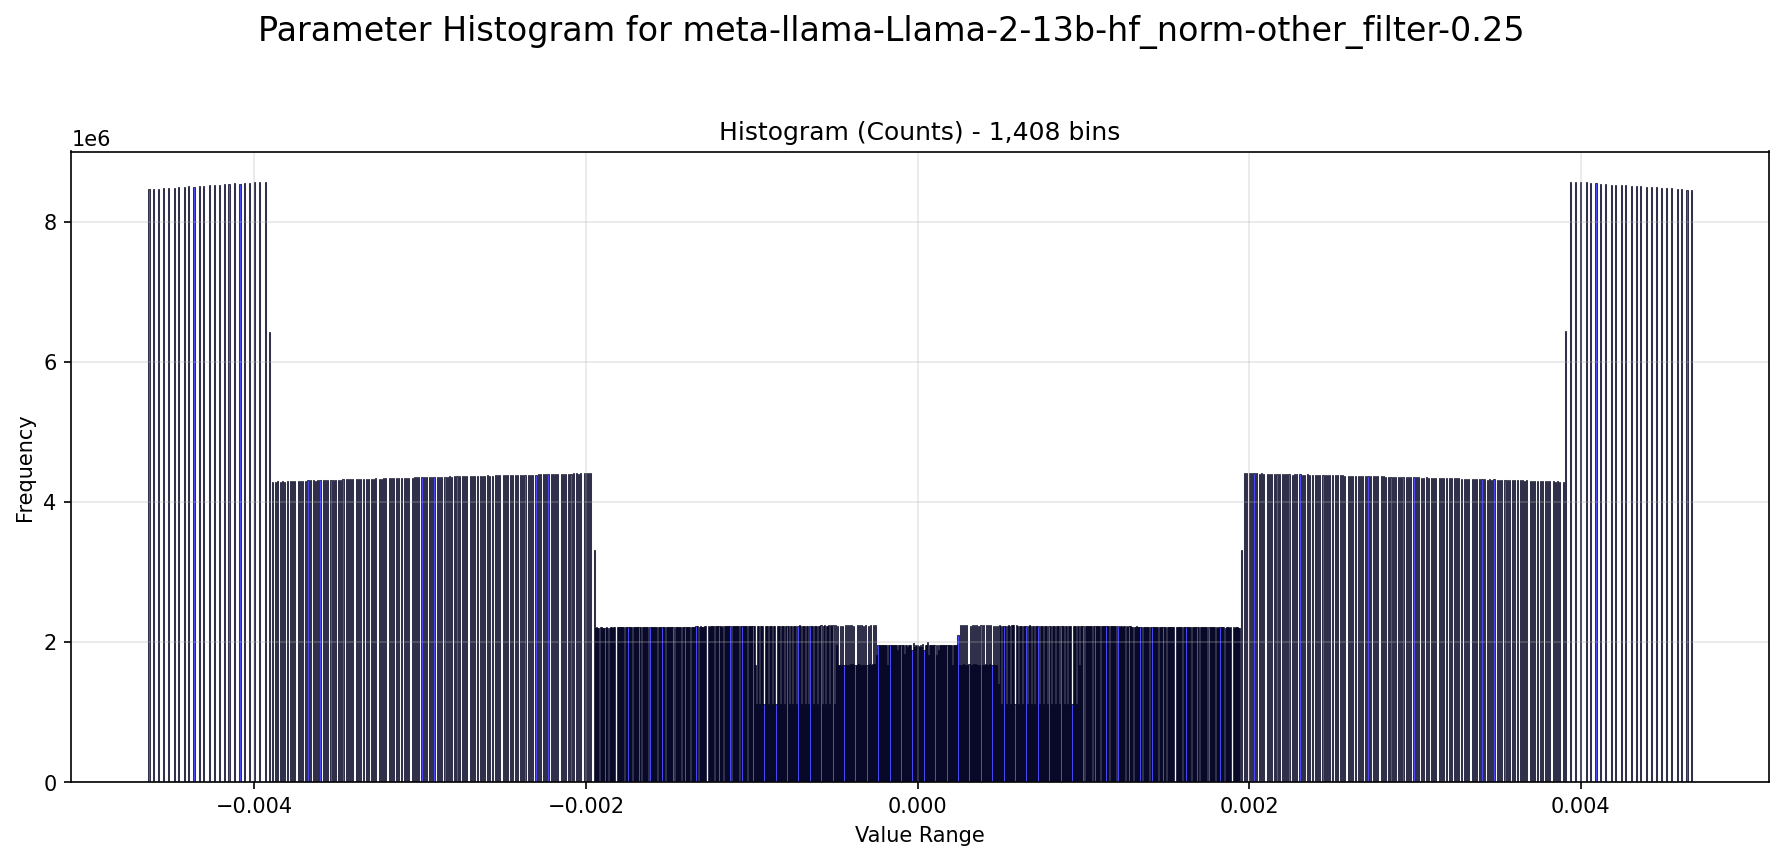 Parameter Histogram for meta-llama-Llama-2-13b-hf_norm-other_filter-0.25
Histogram (Counts) - 1,408 bins
1e6
8
6
4
2
0
Frequency
−0.004
−0.002
0.000
0.002
0.004
Value Range